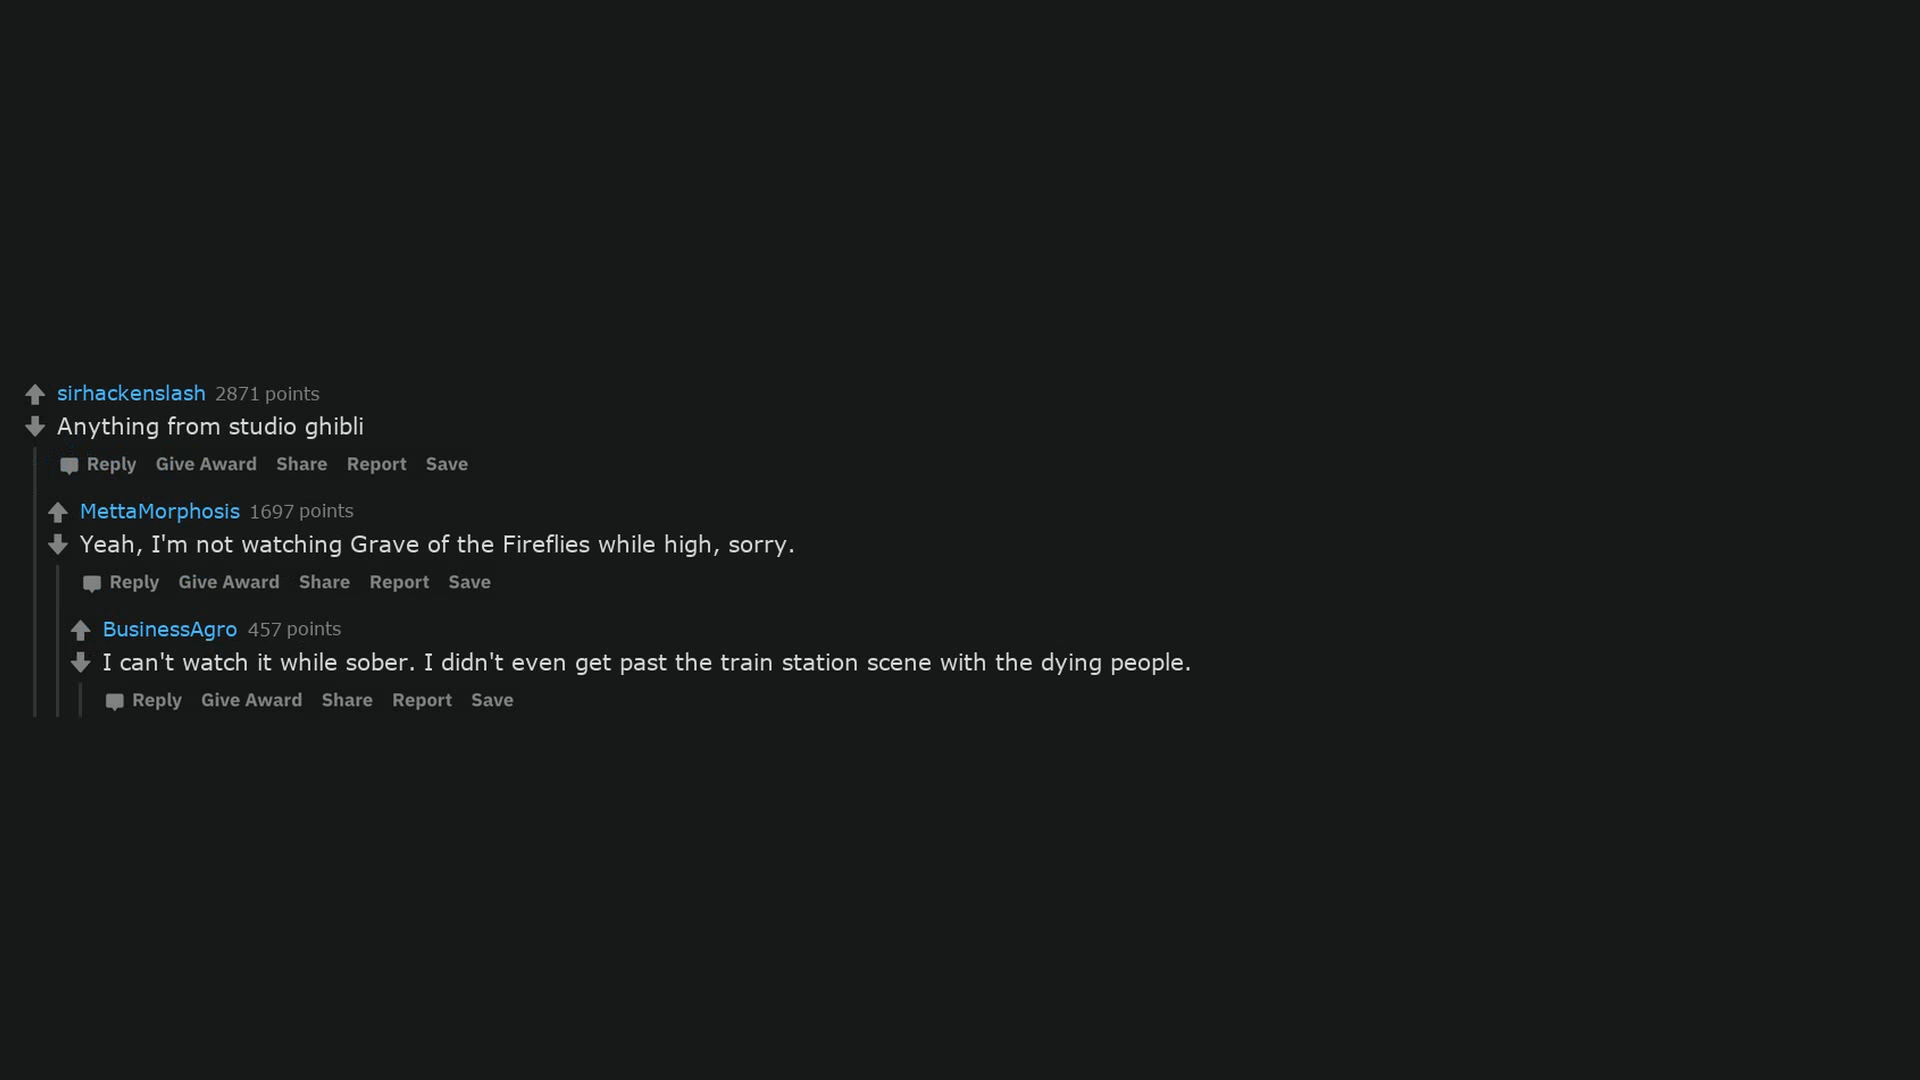 sirhackenslash 2871 points
Anything from studio ghibli
Reply Give Award Share Report Save
MettaMorphosis 1697 points
Yeah, I'm not watching Grave of the Fireflies while high, sorry.
Reply Give Award Share Report Save
BusinessAgro 457 points
I can't watch it while sober. I didn't even get past the train station scene with the dying people.
Reply Give Award Share Report Save